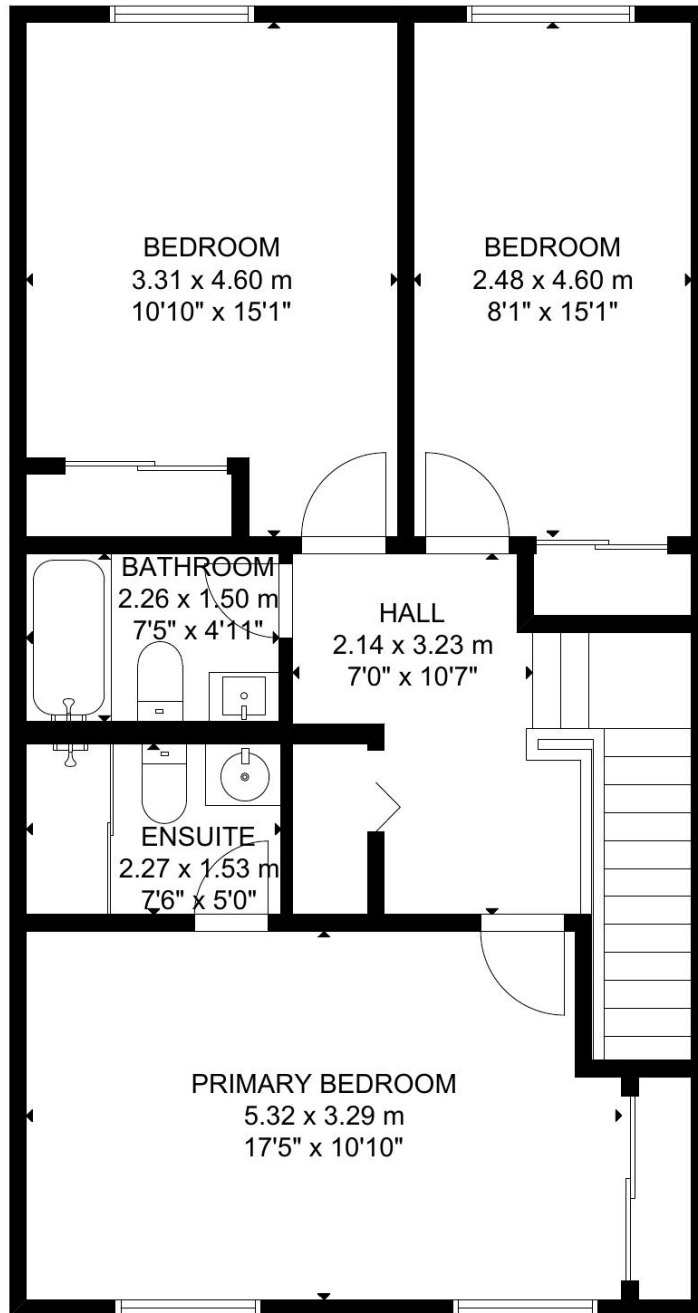 BEDROOM
3.31 x 4.60 m
10'10" x 15'1"
BEDROOM
2.48 x 4.60 m
8'1" x 15'1"
BATHROOM
2.26 x 1.50 m
7'5" x 4'11"
HALL
2.14 x 3.23 m
7'0" x 10'7"
ENSUITE
2.27 x 1.53 m
7'6" x 5'0"
PRIMARY BEDROOM
5.32 x 3.29 m
17'5" x 10'10"